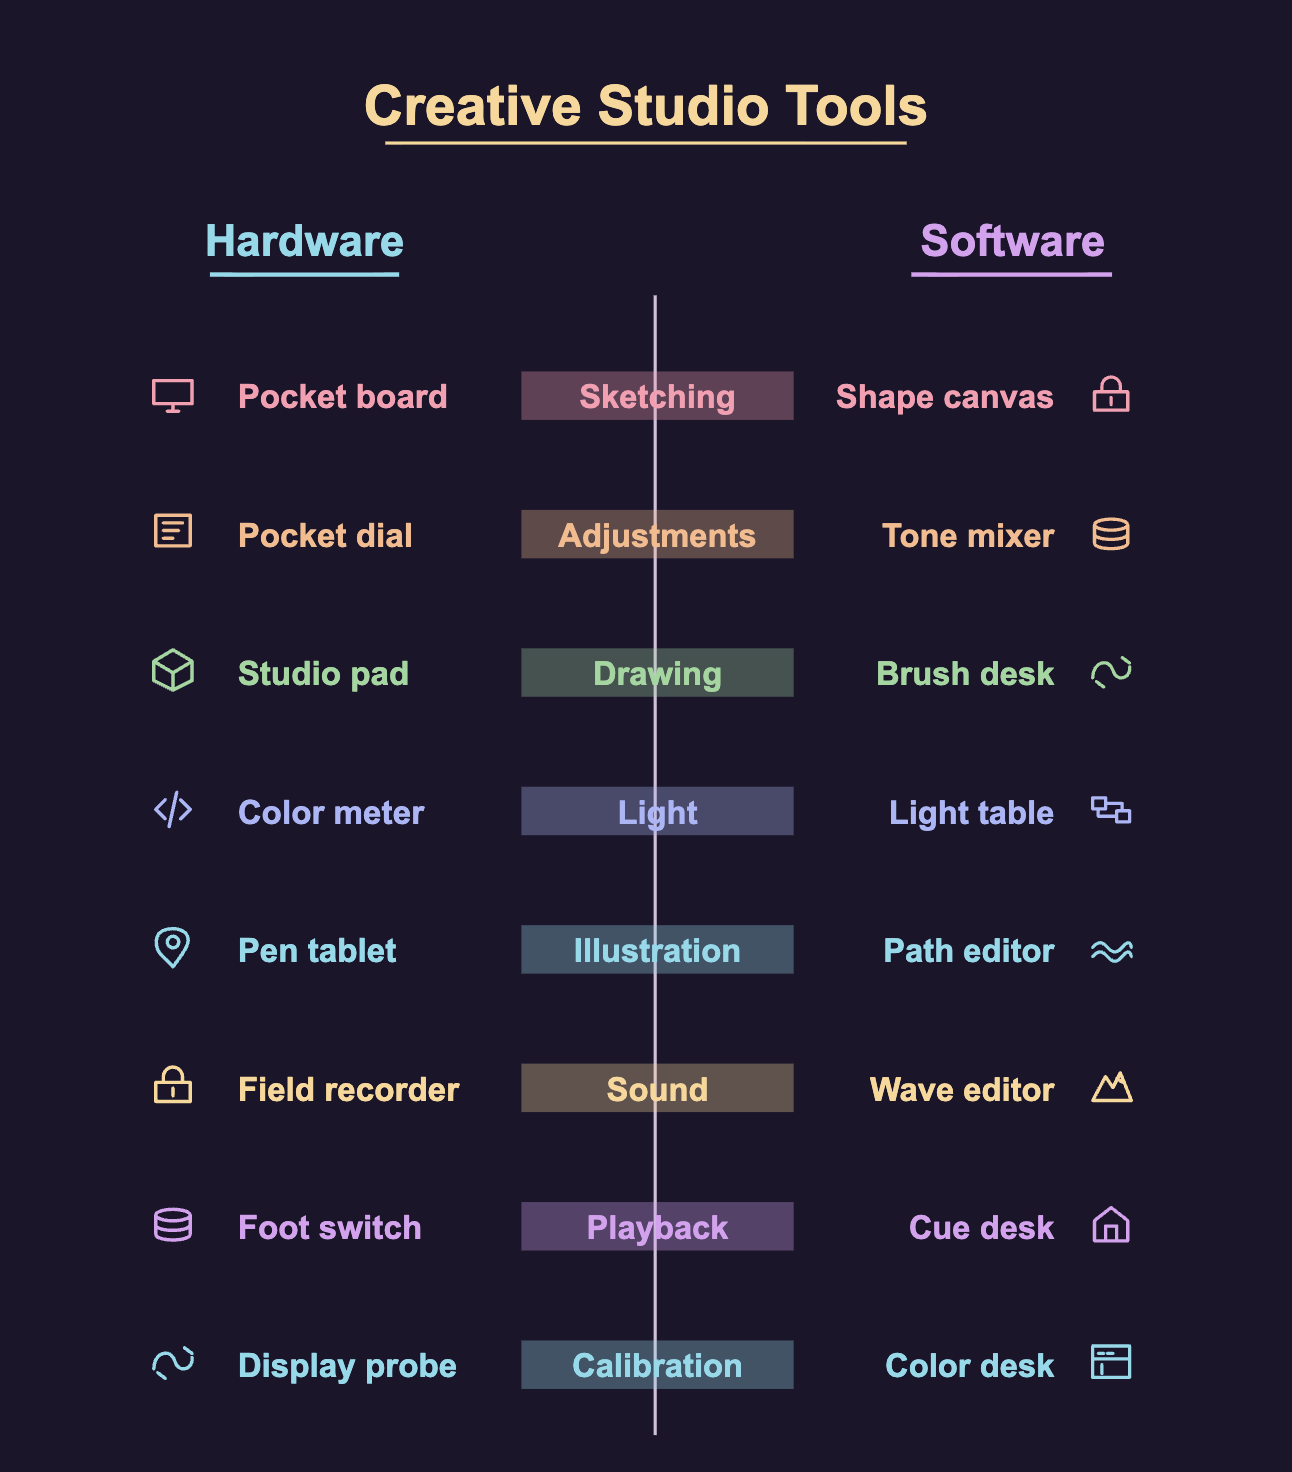 Creative Studio Tools
Hardware
Software
Pocket board Sketching Shape canvas
Pocket dial Adjustments Tone mixer
Studio pad Drawing Brush desk
Color meter Light Light table
Pen tablet Illustration Path editor
Field recorder Sound Wave editor
Foot switch Playback Cue desk
Display probe Calibration Color desk